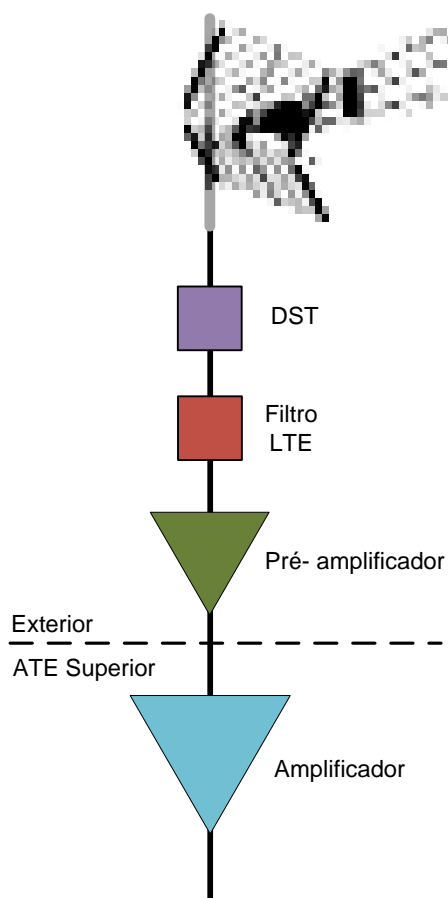 DST
Filtro
LTE
Pré- amplificador
Exterior
ATE Superior
Amplificador